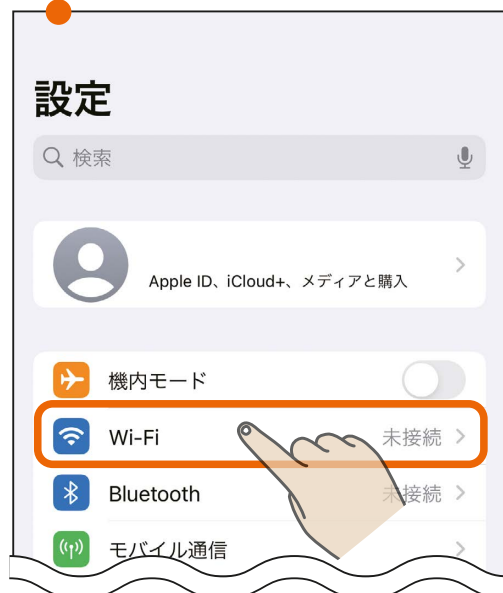 設定
検索
Apple ID、iCloud+、メディアと購入
機内モード
Wi-Fi 未接続
Bluetooth 未接続
モバイル通信